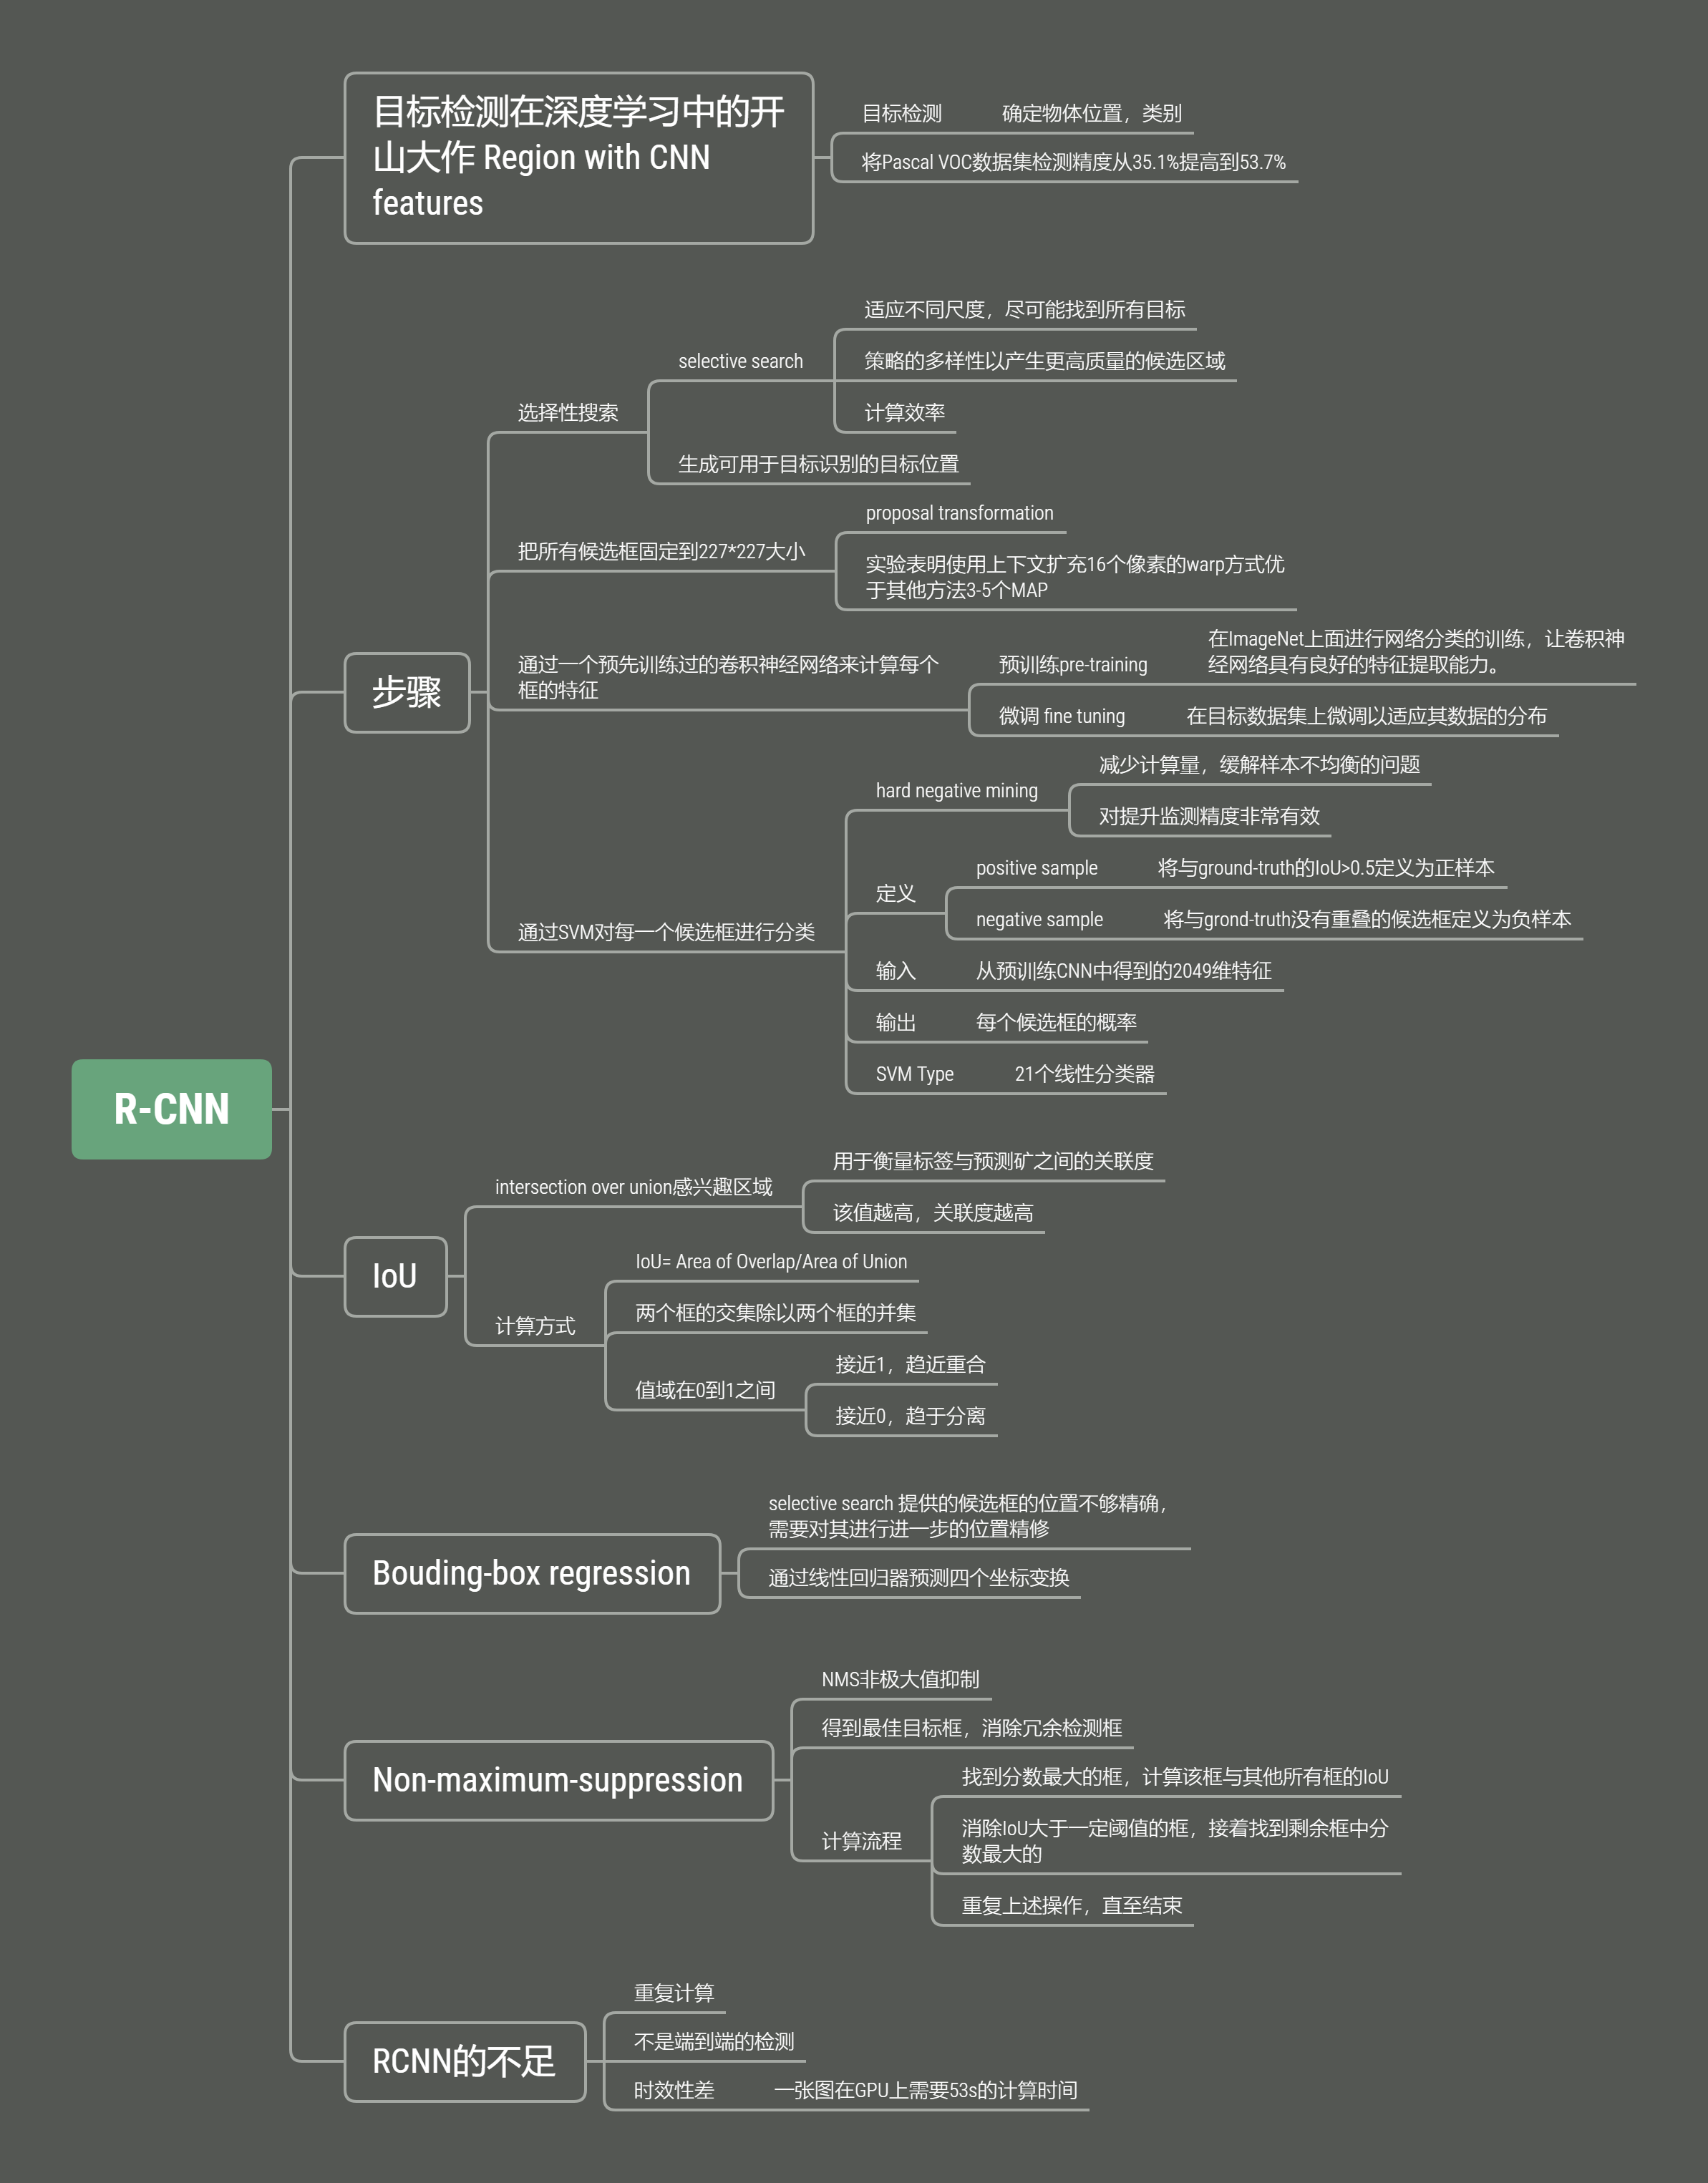 R-CNN
目标检测在深度学习中的开
山大作 Region with CNN
features
目标检测
确定物体位置，类别
将Pascal VOC数据集检测精度从35.1%提高到53.7%
步骤
选择性搜索
selective search
适应不同尺度，尽可能找到所有目标
策略的多样性以产生更高质量的候选区域
计算效率
生成可用于目标识别的目标位置
把所有候选框固定到227*227大小
proposal transformation
实验表明使用上下文扩充16个像素的warp方式优
于其他方法3-5个MAP
通过一个预先训练过的卷积神经网络来计算每个
框的特征
预训练pre-training
在ImageNet上面进行网络分类的训练，让卷积神
经网络具有良好的特征提取能力。
微调 fine tuning
在目标数据集上微调以适应其数据的分布
通过SVM对每一个候选框进行分类
hard negative mining
减少计算量，缓解样本不均衡的问题
对提升监测精度非常有效
定义
positive sample
将与ground-truth的IoU>0.5定义为正样本
negative sample
将与grond-truth没有重叠的候选框定义为负样本
输入
从预训练CNN中得到的2049维特征
输出
每个候选框的概率
SVM Type
21个线性分类器
IoU
intersection over union感兴趣区域
用于衡量标签与预测矿之间的关联度
该值越高，关联度越高
计算方式
IoU= Area of Overlap/Area of Union
两个框的交集除以两个框的并集
值域在0到1之间
接近1，趋近重合
接近0，趋于分离
Bouding-box regression
selective search 提供的候选框的位置不够精确，
需要对其进行进一步的位置精修
通过线性回归器预测四个坐标变换
Non-maximum-suppression
NMS非极大值抑制
得到最佳目标框，消除冗余检测框
计算流程
找到分数最大的框，计算该框与其他所有框的IoU
消除IoU大于一定阈值的框，接着找到剩余框中分
数最大的
重复上述操作，直至结束
RCNN的不足
重复计算
不是端到端的检测
时效性差
一张图在GPU上需要53s的计算时间